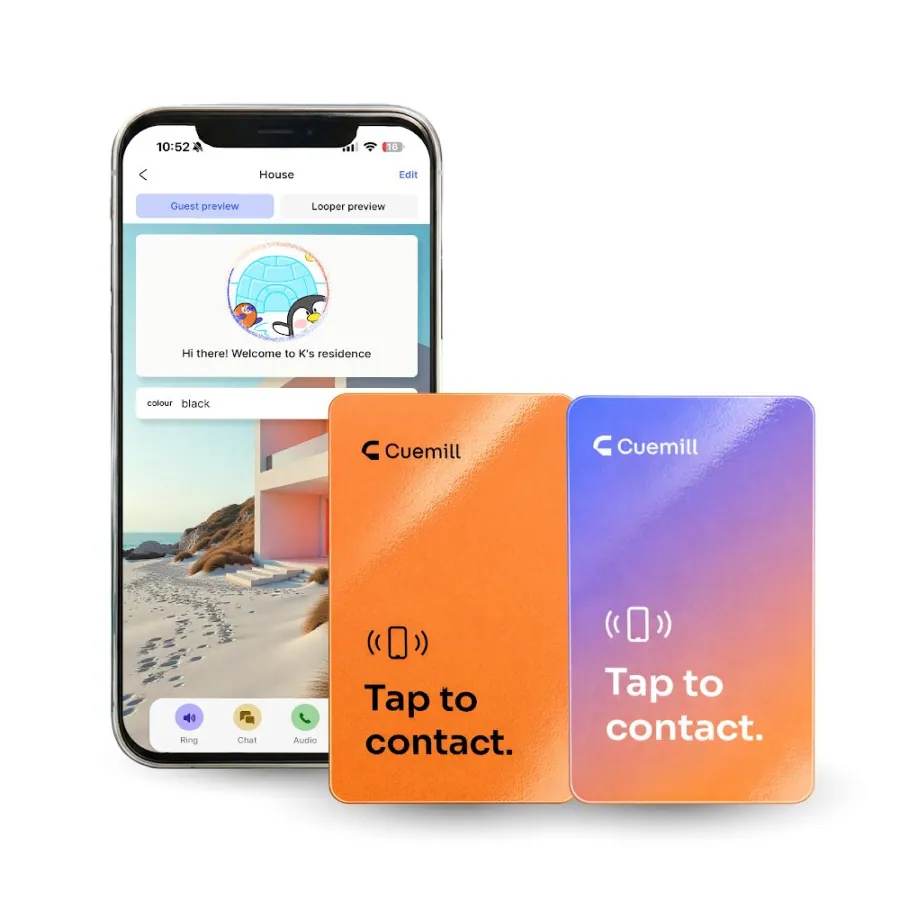 10:52
16
House
Edit
Guest preview
Looper preview
Hi there! Welcome to K's residence
colour black
Ring
Chat
Audio
Cuemill
Tap to
contact.
Cuemill
Tap to
contact.